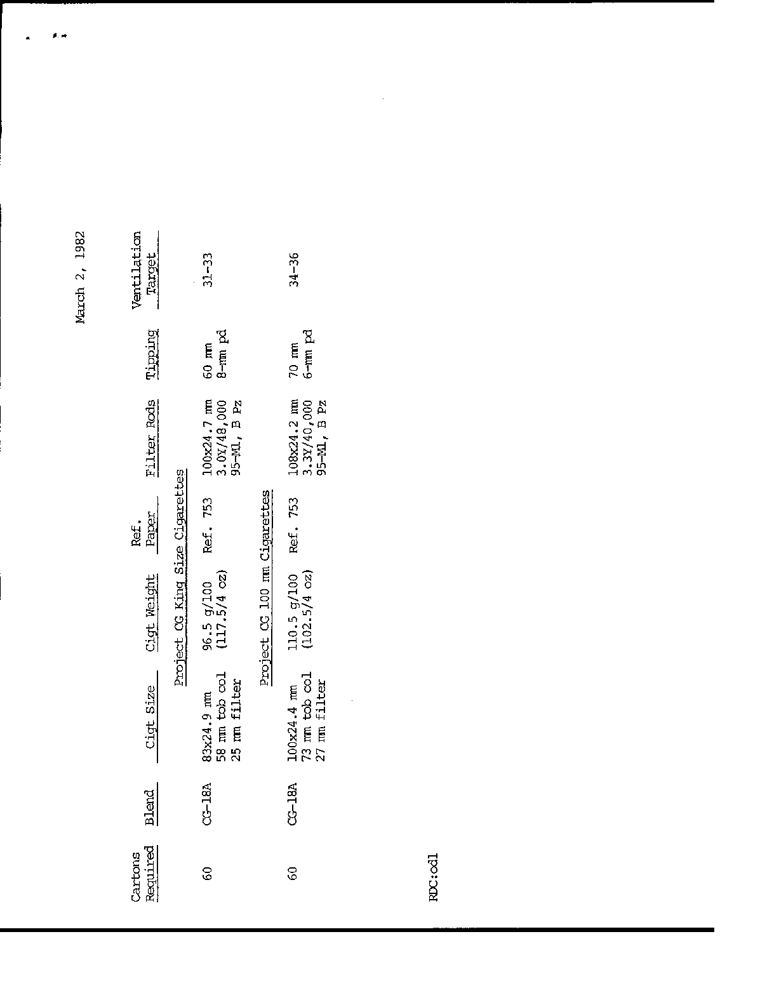 March 2, 1982
Cartons Required Blend Cigt Size Cigt Weight Ref. Paper Filter Rods Tipping Ventilation Target
Project CG King Size Cigarettes
60 CG-18A 83x24.9 mm 96.5 g/100 Ref. 753 100x24.7 mm 60 mm 31-33
58 mm tob col (117.5/4 oz) 3.0Y/48,000 8-mm pd
25 mm filter 95-Ml, B Pz
Project CG 100 mm Cigarettes
60 CG-18A 100x24.4 mm 110.5 g/100 Ref. 753 108x24.2 mm 70 mm 34-36
73 mm tob col (102.5/4 oz) 3.3Y/40,000 6-mm pd
27 mm filter 95-Ml, B Pz
RDC:odl